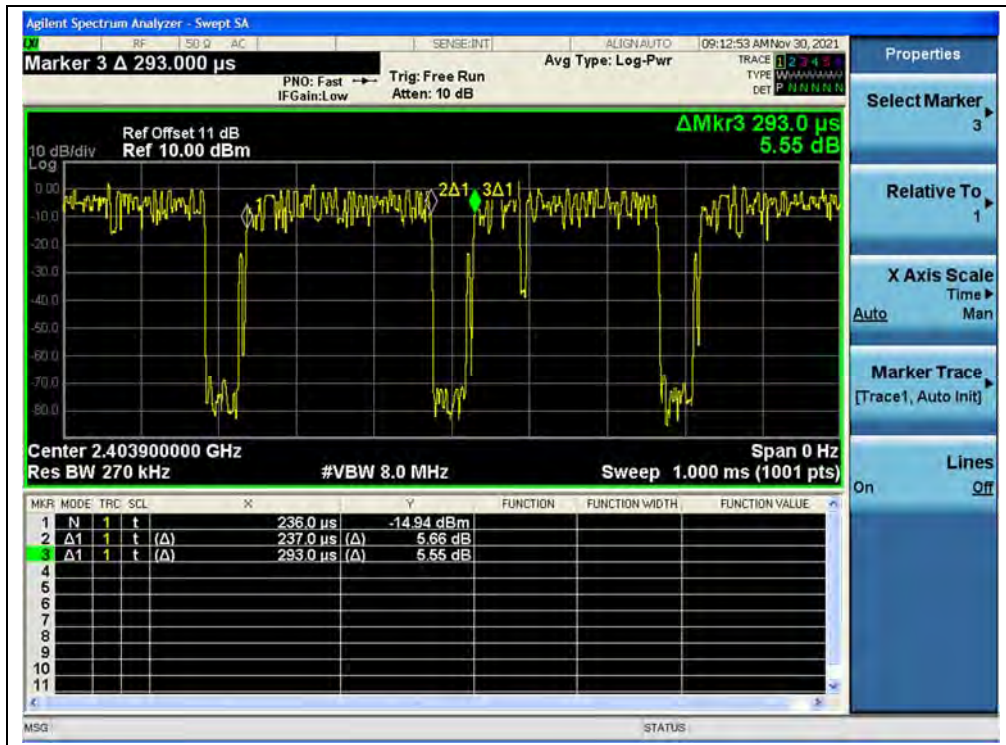 Agilent Spectrum Analyzer - Swept SA
LXI RF 50 Ω AC SENSE:INT ALIGNAUTO 09:12:53 AM Nov 30, 2021
Marker 3 Δ 293.000 µs
PNO: Fast
IFGain:Low
Trig: Free Run
Atten: 10 dB
Avg Type: Log-Pwr
TRACE 1 2 3 4 5 6
TYPE W
DET P N N N N N
Ref Offset 11 dB
10 dB/div Ref 10.00 dBm
Log
ΔMkr3 293.0 µs
5.55 dB
0.00
-10.0
-20.0
-30.0
-40.0
-50.0
-60.0
-70.0
-80.0
1
2Δ1
3Δ1
Center 2.403900000 GHz Span 0 Hz
Res BW 270 kHz #VBW 8.0 MHz Sweep 1.000 ms (1001 pts)
MKR MODE TRC SCL X Y FUNCTION FUNCTION WIDTH FUNCTION VALUE
1 N 1 t 236.0 µs -14.94 dBm
2 Δ1 1 t (Δ) 237.0 µs (Δ) 5.66 dB
3 Δ1 1 t (Δ) 293.0 µs (Δ) 5.55 dB
4
5
6
7
8
9
10
11
MSG STATUS
Properties
Select Marker
3
Relative To
1
X Axis Scale
Time
Auto Man
Marker Trace
[Trace1, Auto Init]
Lines
On Off